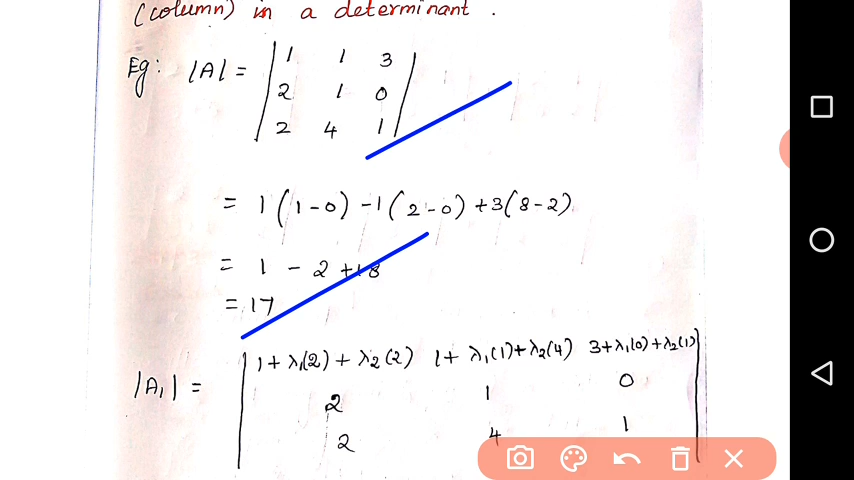 (column) in a determinant.
Eg: |A| = | 1 1 3 |
2 1 0
2 4 1
= 1(1-0) -1(2-0) +3(8-2)
= 1 - 2 +18
= 17
|A₁| = | 1+λ₁(2)+λ₂(2) 1+λ₁(1)+λ₂(4) 3+λ₁(0)+λ₂(1) |
2 1 0
2 4 1